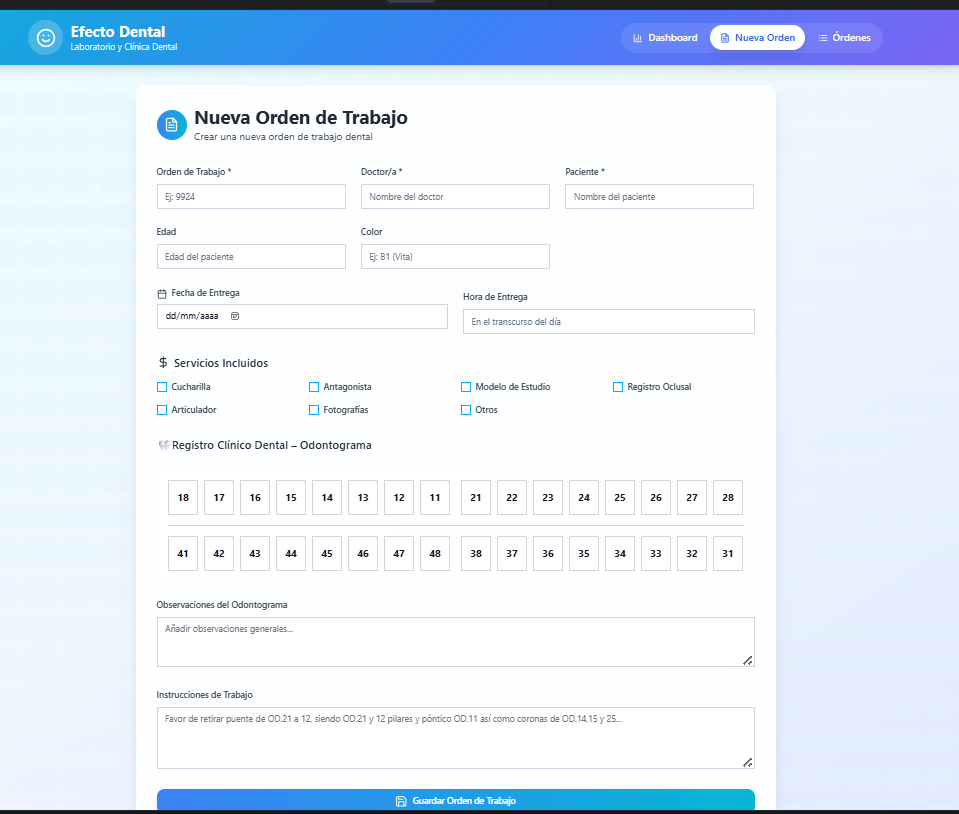 Efecto Dental
Laboratorio y Clínica Dental
Dashboard
Nueva Orden
Órdenes
Nueva Orden de Trabajo
Crear una nueva orden de trabajo dental
Orden de Trabajo *
Doctor/a *
Paciente *
Ej: 9924
Nombre del doctor
Nombre del paciente
Edad
Color
Edad del paciente
Ej: B1 (Vita)
Fecha de Entrega
Hora de Entrega
dd/mm/aaaa
En el transcurso del día
$ Servicios Incluidos
Cucharilla
Antagonista
Modelo de Estudio
Registro Oclusal
Articulador
Fotografías
Otros
Registro Clínico Dental – Odontograma
18 17 16 15 14 13 12 11 21 22 23 24 25 26 27 28
41 42 43 44 45 46 47 48 38 37 36 35 34 33 32 31
Observaciones del Odontograma
Añadir observaciones generales...
Instrucciones de Trabajo
Favor de retirar puente de OD.21 a 12, siendo OD.21 y 12 pilares y póntico OD.11 así como coronas de OD.14,15 y 25...
Guardar Orden de Trabajo